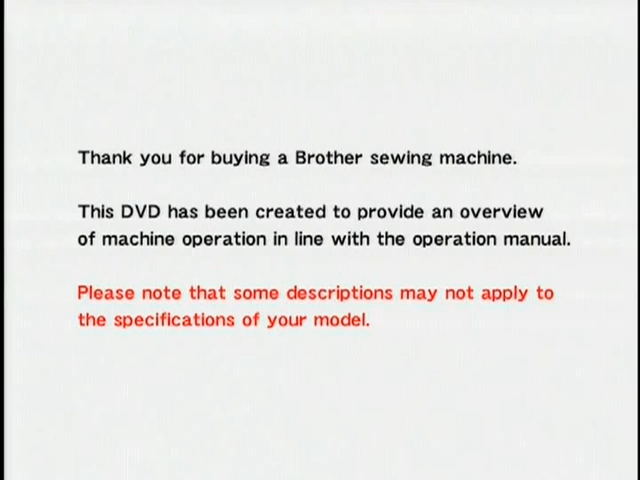 Thank you for buying a Brother sewing machine.
This DVD has been created to provide an overview
of machine operation in line with the operation manual.
Please note that some descriptions may not apply to
the specifications of your model.